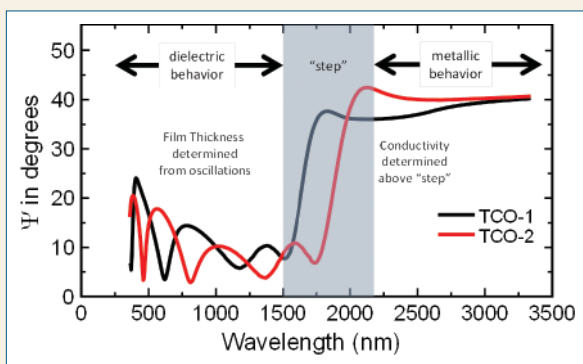 50
40
30
20
10
0
Ψ in degrees
dielectric
behavior
"step"
metallic
behavior
Film Thickness
determined
from oscillations
Conductivity
determined
above "step"
TCO-1
TCO-2
0 500 1000 1500 2000 2500 3000 3500
Wavelength (nm)